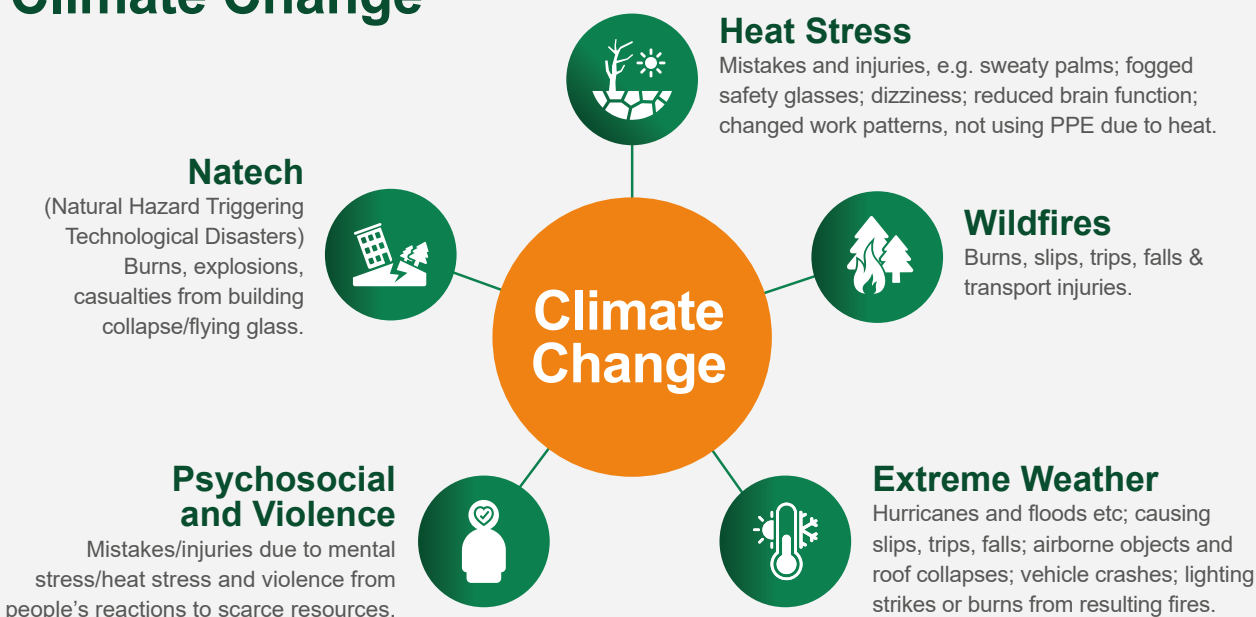 Climate Change
Heat Stress
Mistakes and injuries, e.g. sweaty palms; fogged
safety glasses; dizziness; reduced brain function;
changed work patterns, not using PPE due to heat.
Natech
(Natural Hazard Triggering
Technological Disasters)
Burns, explosions,
casualties from building
collapse/flying glass.
Wildfires
Burns, slips, trips, falls &
transport injuries.
Climate
Change
Psychosocial
and Violence
Mistakes/injuries due to mental
stress/heat stress and violence from
people's reactions to scarce resources.
Extreme Weather
Hurricanes and floods etc; causing
slips, trips, falls; airborne objects and
roof collapses; vehicle crashes; lighting
strikes or burns from resulting fires.